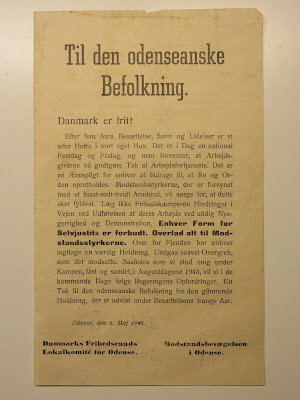 Til den odenseanske
Befolkning.
Danmark er frit!
Efter fem Aars Besættelse, Savn og Lidelser er vi
atter Herre i vort eget Hus. Det er i Dag en national
Festdag og Fridag, og man forventer, at Arbejds-
giverne vil godtgøre Tab af Arbejdsfortjeneste. Det er
en Ærespligt for enhver at bidrage til, at Ro og Or-
den opretholdes. Modstandsstyrkerne, der er forsynet
med et blaat-rødt-hvidt Armbind, vil sørge for, at dette
sker fyldest. Læg ikke Frihedskæmperne Hindringer i
Vejen ved Udførelsen af deres Arbejde ved utidig Nys-
gerrighed og Demonstration. Enhver Form for
Selvjustits er forbudt. Overlad alt til Mod-
standsstyrkerne. Over for Fjenden bør enhver
iagttage en værdig Holdning. Undgaa saavel Overgreb,
som det modsatte. Saaledes som vi stod enig under
Kampen, fast og samlet i Augustdagene 1943, vil vi i
de kommende Dage følge Regeringens Opfordringer. En
Tak til den odenseanske Befolkning for den glimrende
Holdning, der er udvist under Besættelsens trange Aar.
Odense, den 5. Maj 1945.
Danmarks Frihedsraads
Lokalkomité for Odense.
Modstandsbevægelsen
i Odense.